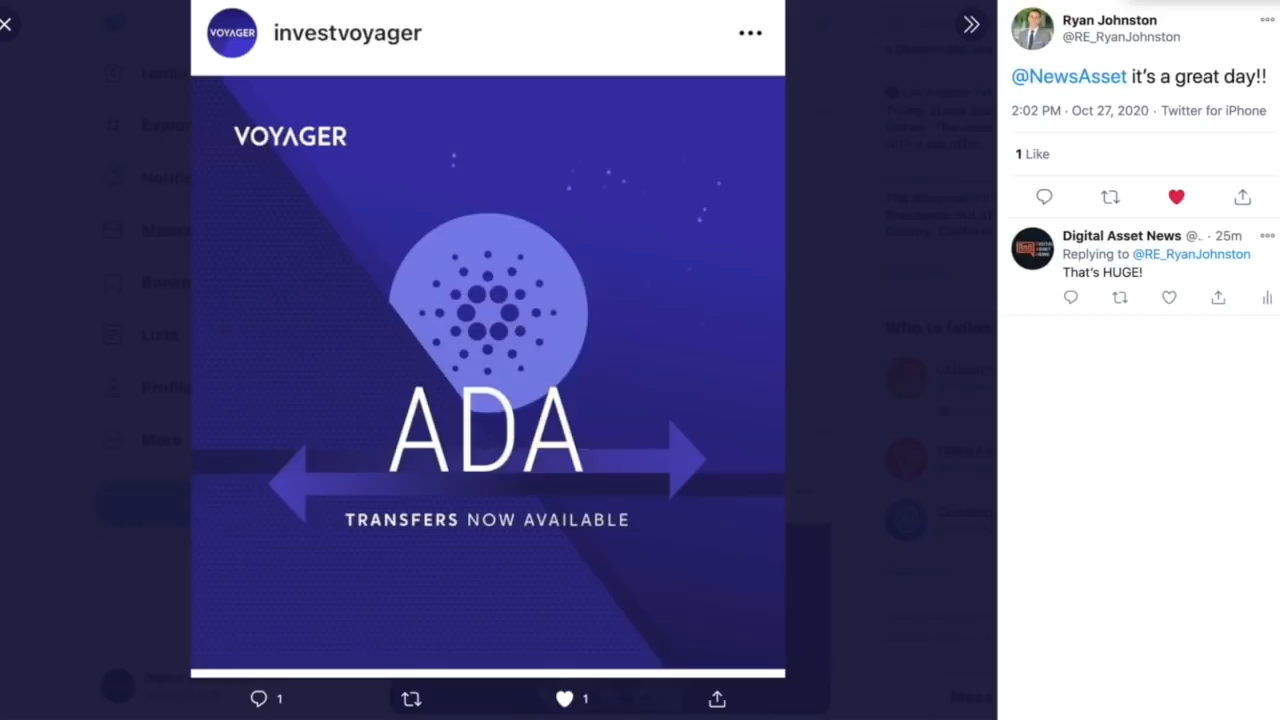 VOYAGER
investvoyager
VOYAGER
ADA
TRANSFERS NOW AVAILABLE
1
1
Ryan Johnston
@RE_RyanJohnston
@NewsAsset it's a great day!!
2:02 PM · Oct 27, 2020 · Twitter for iPhone
1 Like
Digital Asset News @.. · 25m
Replying to @RE_RyanJohnston
That's HUGE!